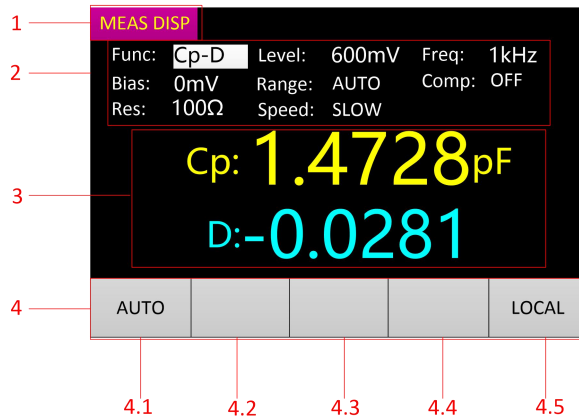 1
MEAS DISP
2
Func: Cp-D Level: 600mV Freq: 1kHz
Bias: 0mV Range: AUTO Comp: OFF
Res: 100Ω Speed: SLOW
3
Cp: 1.4728pF
D:-0.0281
4
AUTO LOCAL
4.1 4.2 4.3 4.4 4.5